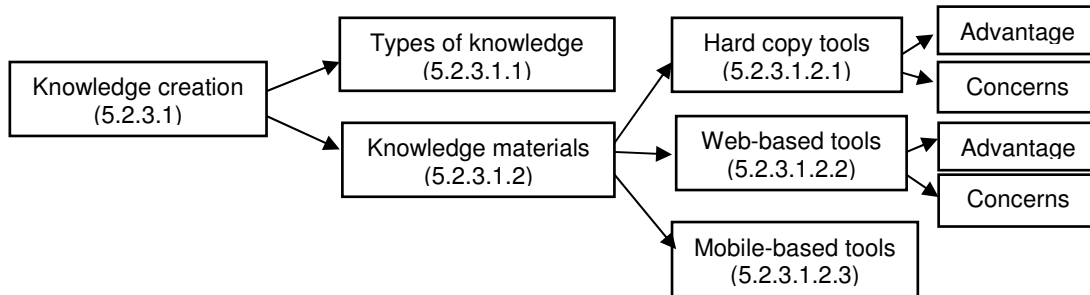 Knowledge creation
(5.2.3.1)
Types of knowledge
(5.2.3.1.1)
Knowledge materials
(5.2.3.1.2)
Hard copy tools
(5.2.3.1.2.1)
Advantage
Concerns
Web-based tools
(5.2.3.1.2.2)
Advantage
Concerns
Mobile-based tools
(5.2.3.1.2.3)